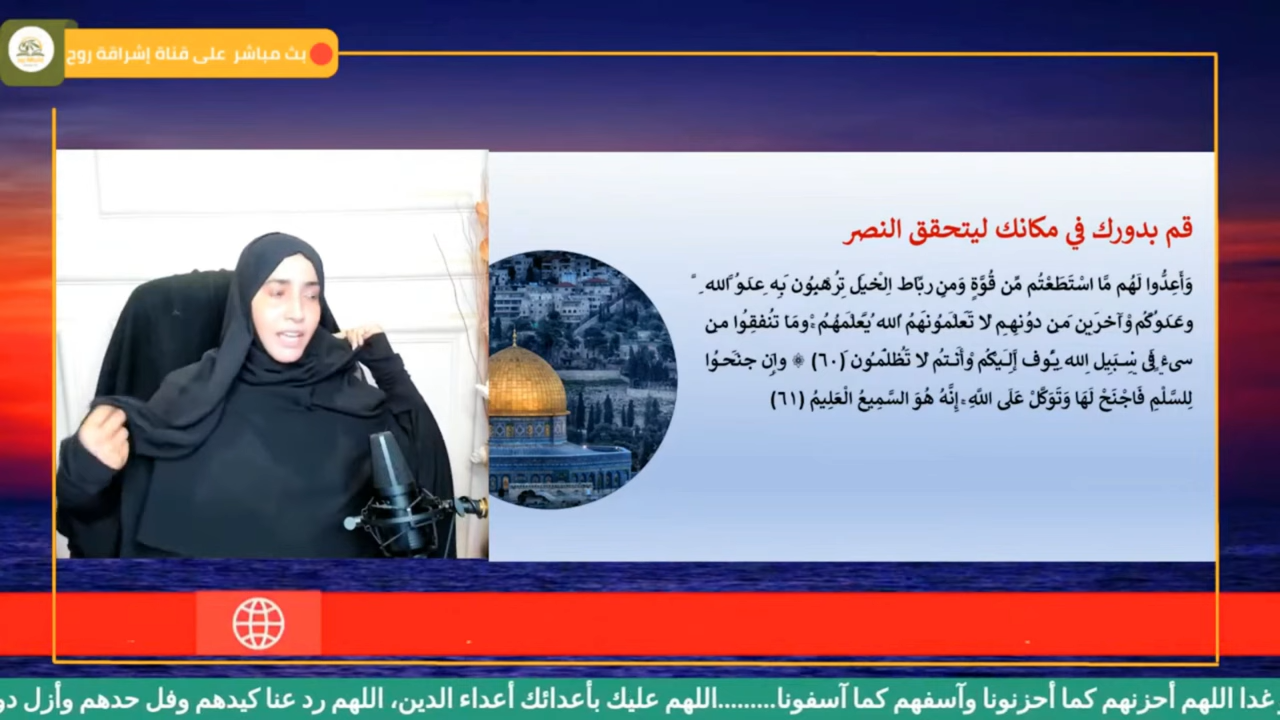 بث مباشر على قناة إشراقة روح
قم بدورك في مكانك ليتحقق النصر
وَأَعِدُّوا لَهُم مَّا اسْتَطَعْتُم مِّن قُوَّةٍ وَمِن رِّبَاطِ الْخَيْلِ تُرْهِبُونَ بِهِ عَدُوَّ اللَّه
وَعَدُوَّكُمْ وَآخَرِينَ مِن دُونِهِمْ لَا تَعْلَمُونَهُمُ اللَّهُ يَعْلَمُهُمْ ۚ وَمَا تُنفِقُوا مِن
شيءٍ فِي سَبِيلِ اللَّهِ يُوَفَّ إِلَيْكُمْ وَأَنتُمْ لَا تُظْلَمُونَ (٦٠) ۞ وَإِن جَنَحُوا
لِلسَّلْمِ فَاجْنَحْ لَهَا وَتَوَكَّلْ عَلَى اللَّهِ ۚ إِنَّهُ هُوَ السَّمِيعُ الْعَلِيمُ (٦١)
غدا اللهم أحزنهم كما أحزنونا وآسفهم كما آسفونا.........اللهم عليك بأعدائك أعداء الدين، اللهم رد عنا كيدهم وفل حدهم وأزل